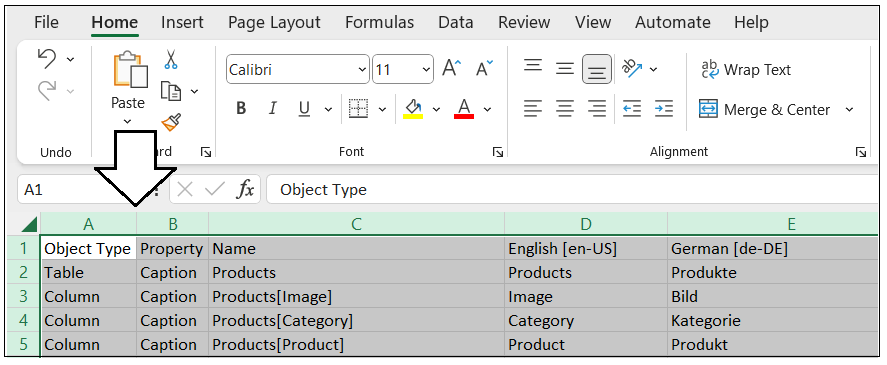 File Home Insert Page Layout Formulas Data Review View Automate Help
Calibri 11 A A ab Wrap Text
Paste B I U A Merge & Center
Undo Font Alignment
A1 fx Object Type
A B C D E
1 Object Type Property Name English [en-US] German [de-DE]
2 Table Caption Products Products Produkte
3 Column Caption Products[Image] Image Bild
4 Column Caption Products[Category] Category Kategorie
5 Column Caption Products[Product] Product Produkt